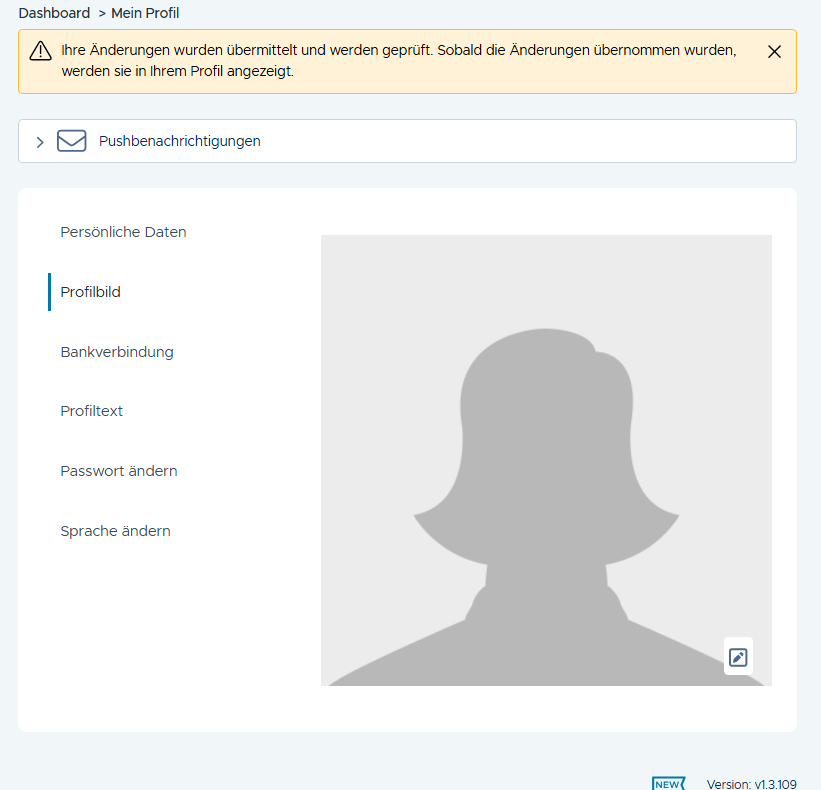 Dashboard > Mein Profil
Ihre Änderungen wurden übermittelt und werden geprüft. Sobald die Änderungen übernommen wurden,
werden sie in Ihrem Profil angezeigt.
Pushbenachrichtigungen
Persönliche Daten
Profilbild
Bankverbindung
Profiltext
Passwort ändern
Sprache ändern
NEW Version: v1.3.109